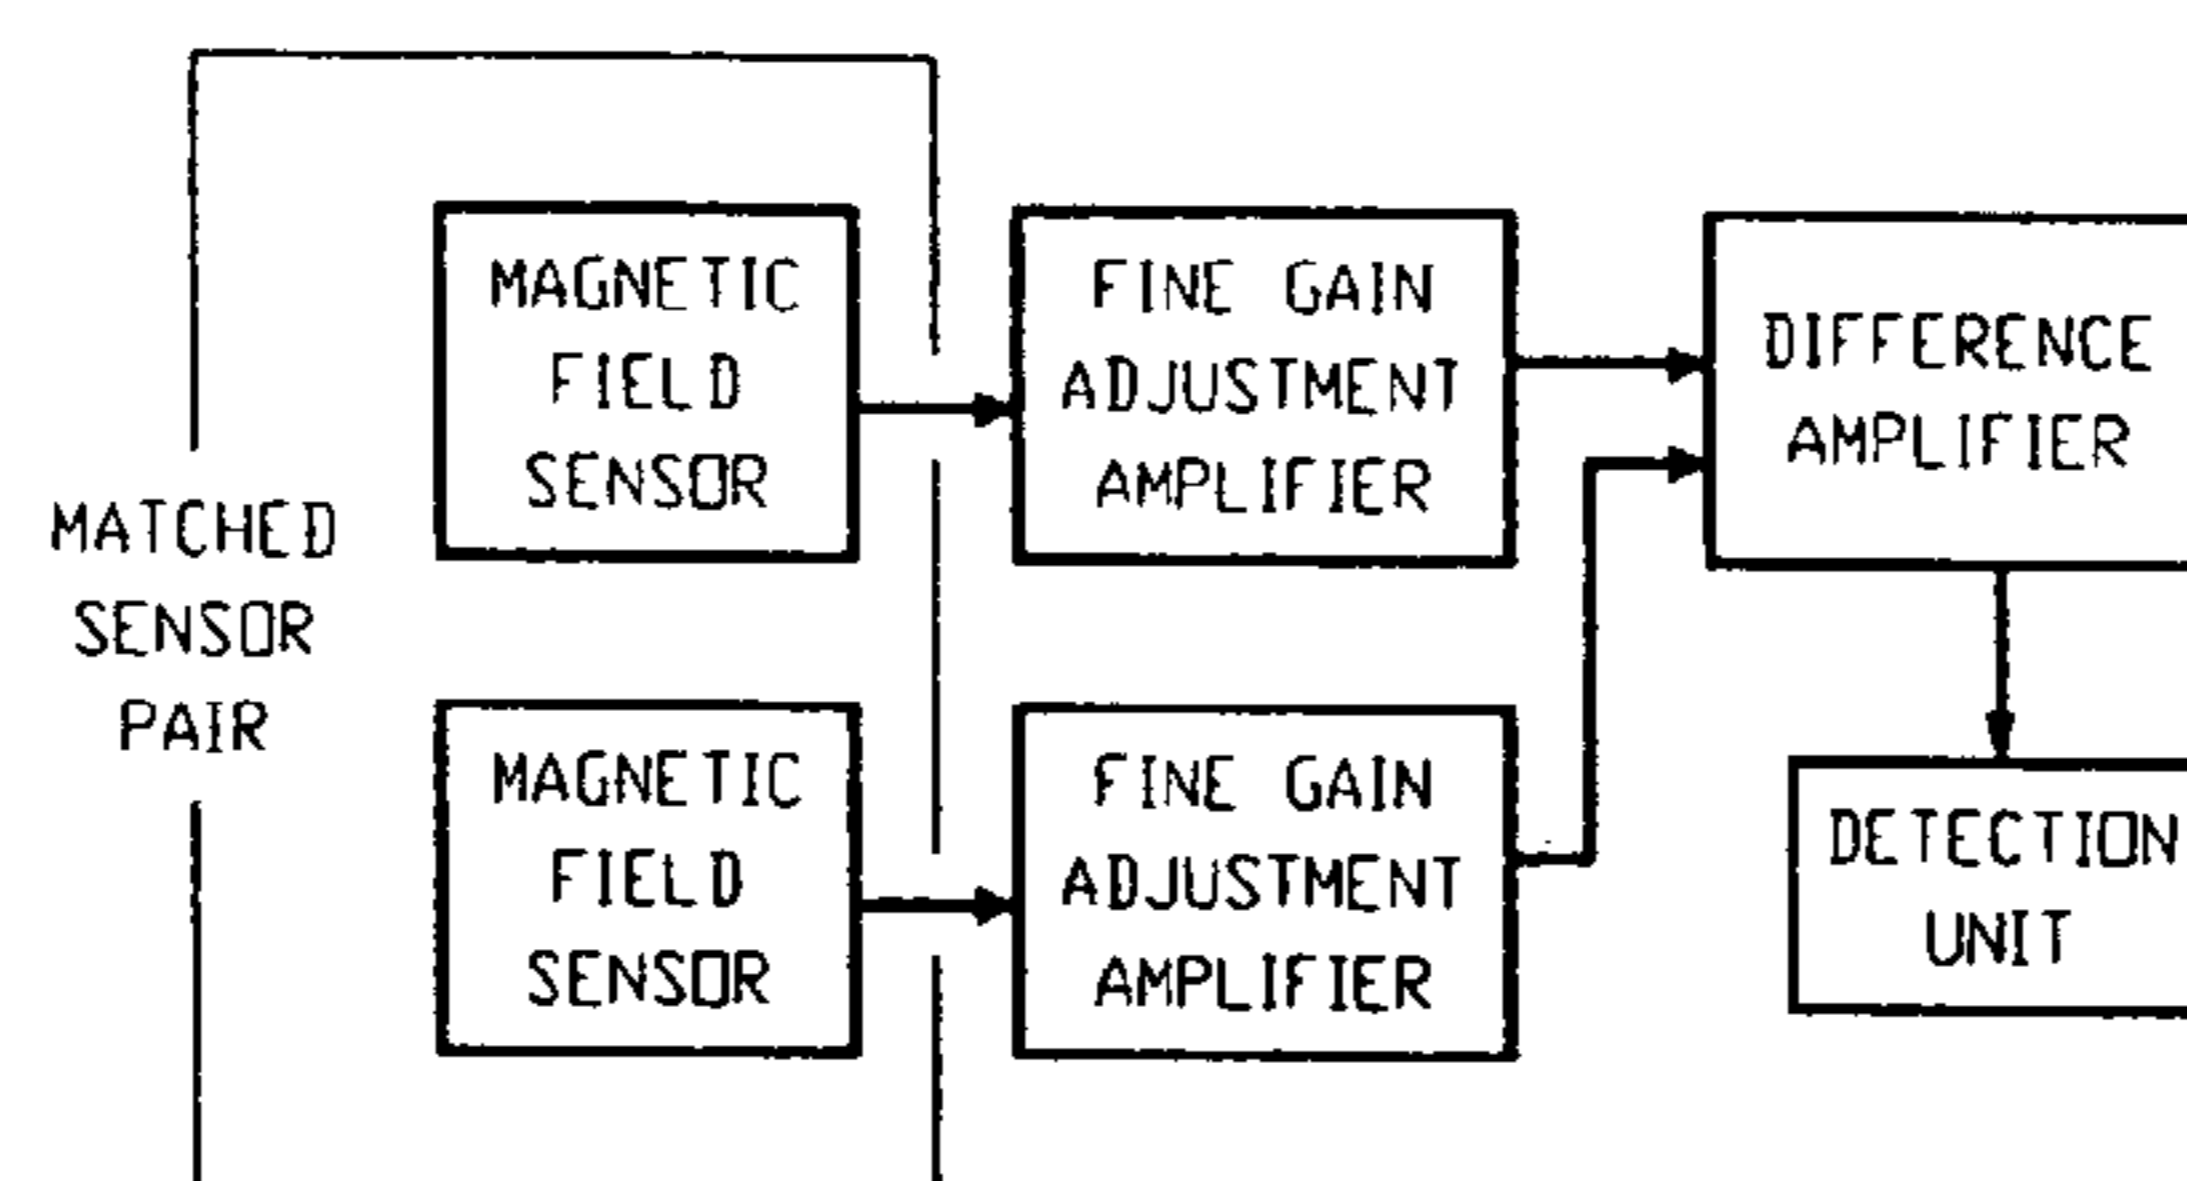 MATCHED
SENSOR
PAIR
MAGNETIC
FIELD
SENSOR
FINE GAIN
ADJUSTMENT
AMPLIFIER
DIFFERENCE
AMPLIFIER
MAGNETIC
FIELD
SENSOR
FINE GAIN
ADJUSTMENT
AMPLIFIER
DETECTION
UNIT